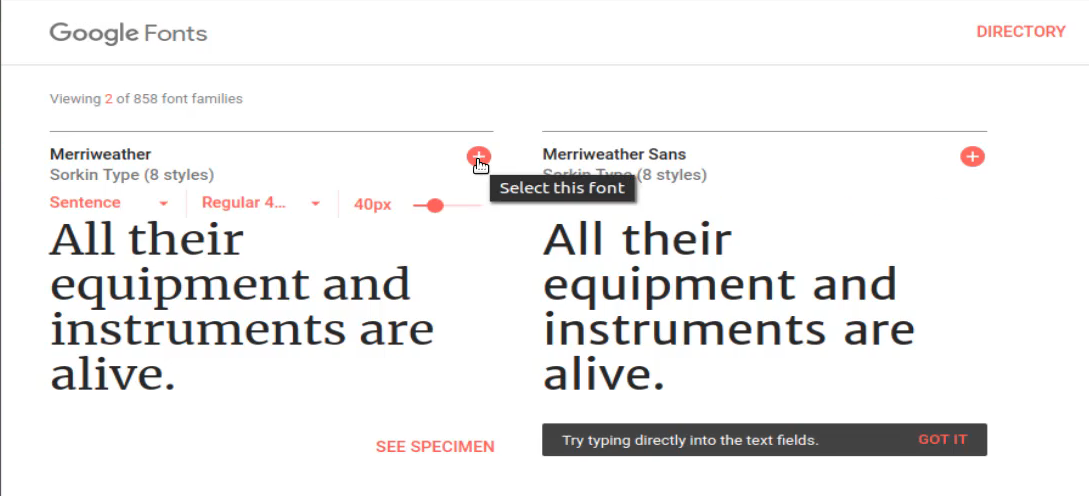 Google Fonts
DIRECTORY
Viewing 2 of 858 font families
Merriweather
Sorkin Type (8 styles)
Sentence
Regular 4...
40px
All their
equipment and
instruments are
alive.
SEE SPECIMEN
Select this font
Merriweather Sans
Sorkin Type (8 styles)
All their
equipment and
instruments are
alive.
Try typing directly into the text fields.
GOT IT